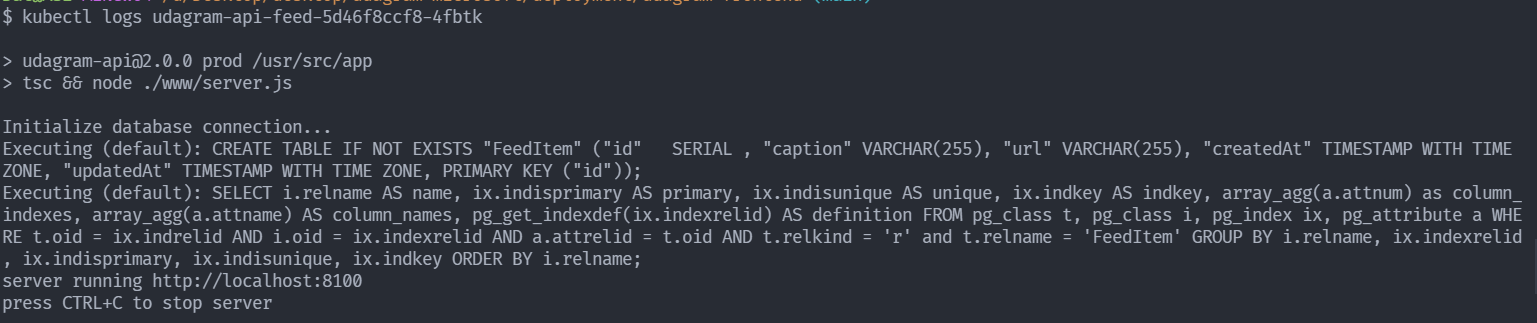 $ kubectl logs udagram-api-feed-5d46f8ccf8-4fbtk
> udagram-api@2.0.0 prod /usr/src/app
> tsc && node ./www/server.js
Initialize database connection...
Executing (default): CREATE TABLE IF NOT EXISTS "FeedItem" ("id"   SERIAL , "caption" VARCHAR(255), "url" VARCHAR(255), "createdAt" TIMESTAMP WITH TIME
ZONE, "updatedAt" TIMESTAMP WITH TIME ZONE, PRIMARY KEY ("id"));
Executing (default): SELECT i.relname AS name, ix.indisprimary AS primary, ix.indisunique AS unique, ix.indkey AS indkey, array_agg(a.attnum) as column_
indexes, array_agg(a.attname) AS column_names, pg_get_indexdef(ix.indexrelid) AS definition FROM pg_class t, pg_class i, pg_index ix, pg_attribute a WHE
RE t.oid = ix.indrelid AND i.oid = ix.indexrelid AND a.attrelid = t.oid AND t.relkind = 'r' and t.relname = 'FeedItem' GROUP BY i.relname, ix.indexrelid
, ix.indisprimary, ix.indisunique, ix.indkey ORDER BY i.relname;
server running http://localhost:8100
press CTRL+C to stop server